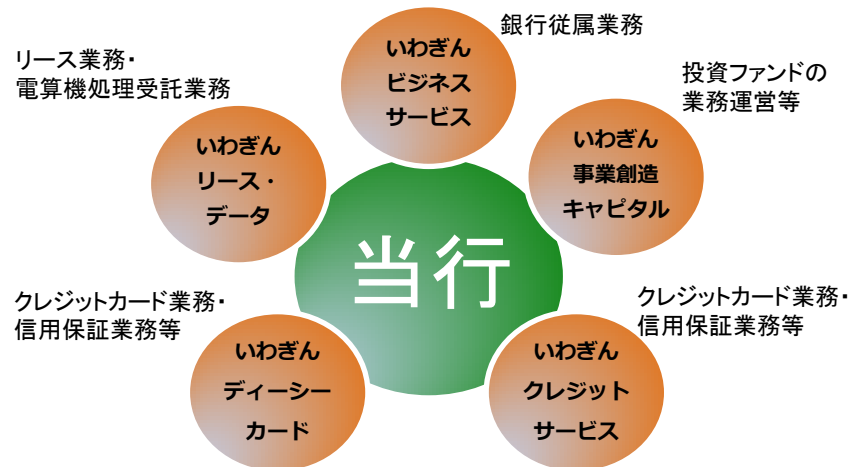 銀行従属業務
いわぎん
ビジネス
サービス
リース業務・
電算機処理受託業務
いわぎん
リース・
データ
投資ファンドの
業務運営等
いわぎん
事業創造
キャピタル
当行
クレジットカード業務・
信用保証業務等
いわぎん
ディーシー
カード
クレジットカード業務・
信用保証業務等
いわぎん
クレジット
サービス